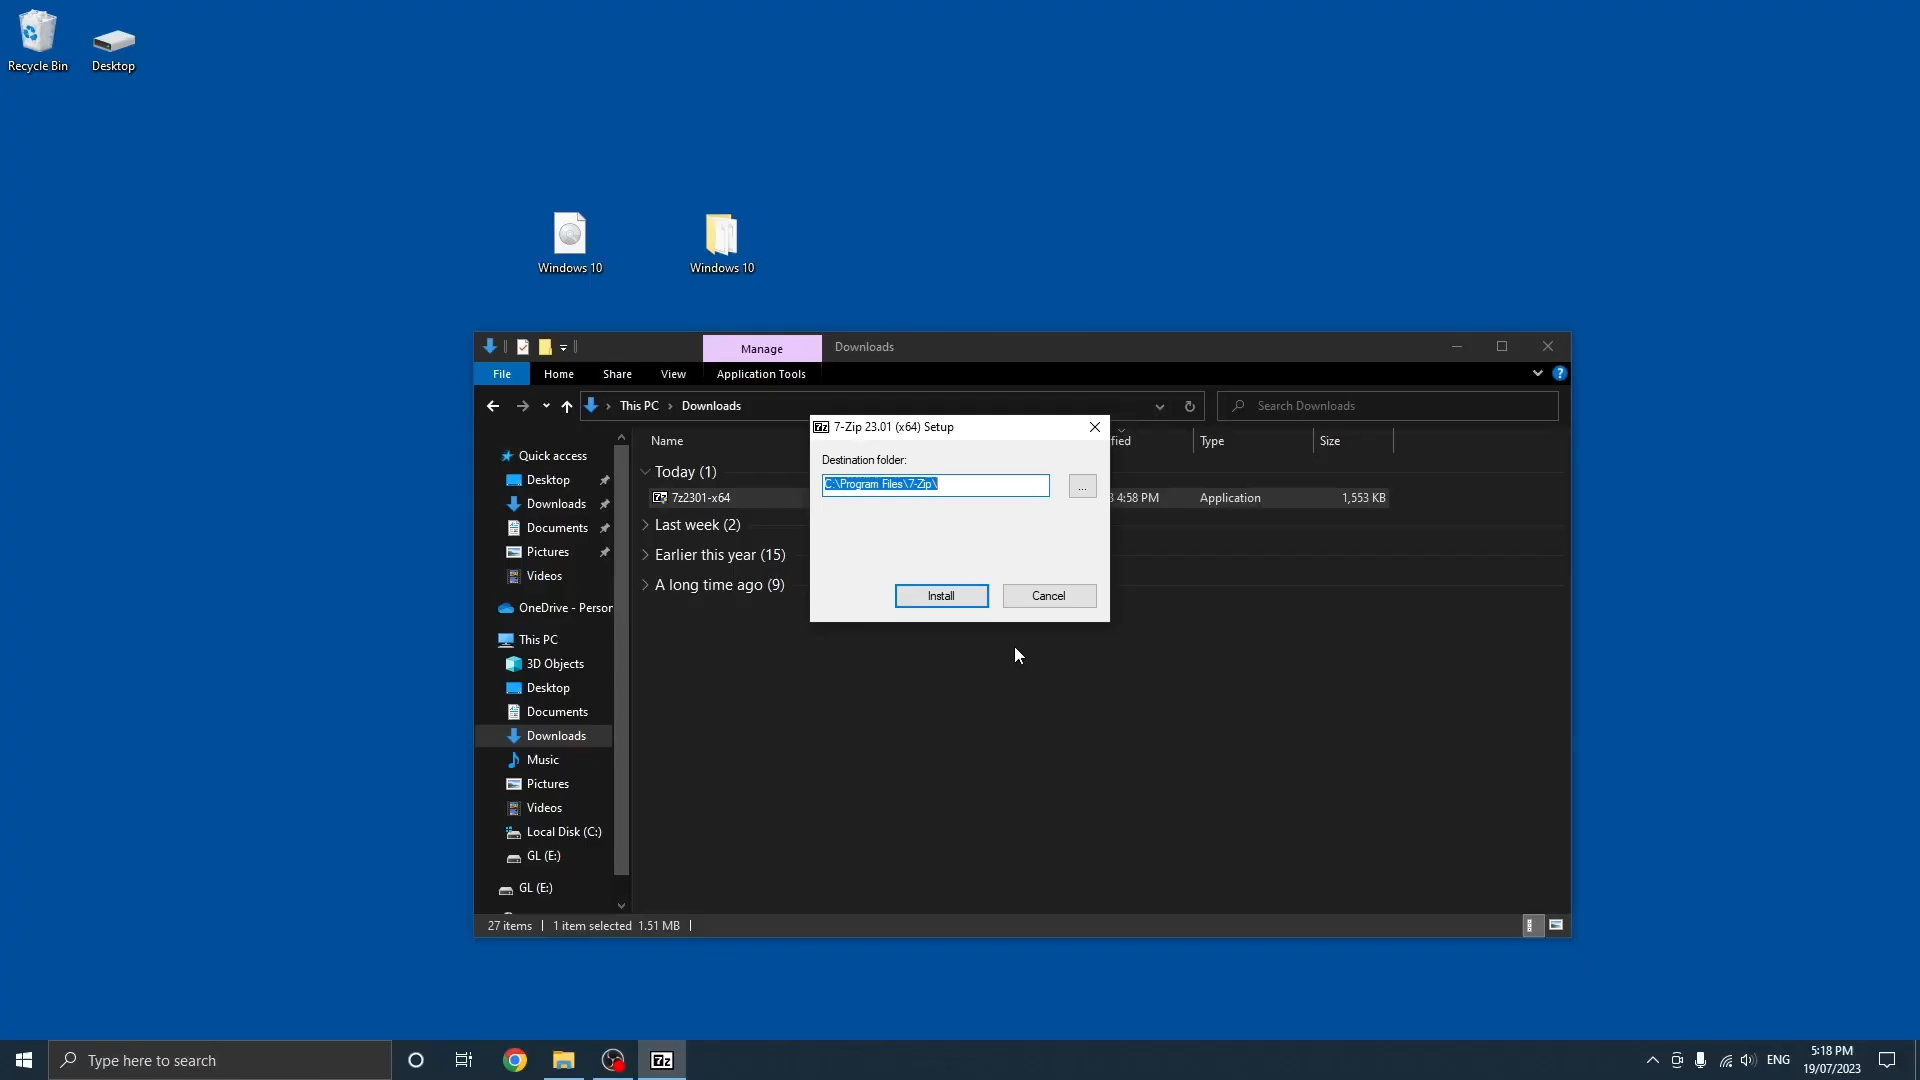 Recycle Bin
Desktop
Windows 10
Windows 10
Manage
Downloads
File
Home
Share
View
Application Tools
This PC
Downloads
Search Downloads
Name
fied
Type
Size
Quick access
Desktop
Downloads
Documents
Pictures
Videos
OneDrive - Person
This PC
3D Objects
Desktop
Documents
Downloads
Music
Pictures
Videos
Local Disk (C:)
GL (E:)
GL (E:)
Today (1)
7z2301-x64
4:58 PM
Application
1,553 KB
Last week (2)
Earlier this year (15)
A long time ago (9)
7-Zip 23.01 (x64) Setup
Destination folder:
C:\Program Files\7-Zip\
...
Install
Cancel
27 items
1 item selected 1.51 MB
Type here to search
7z
ENG
5:18 PM
19/07/2023